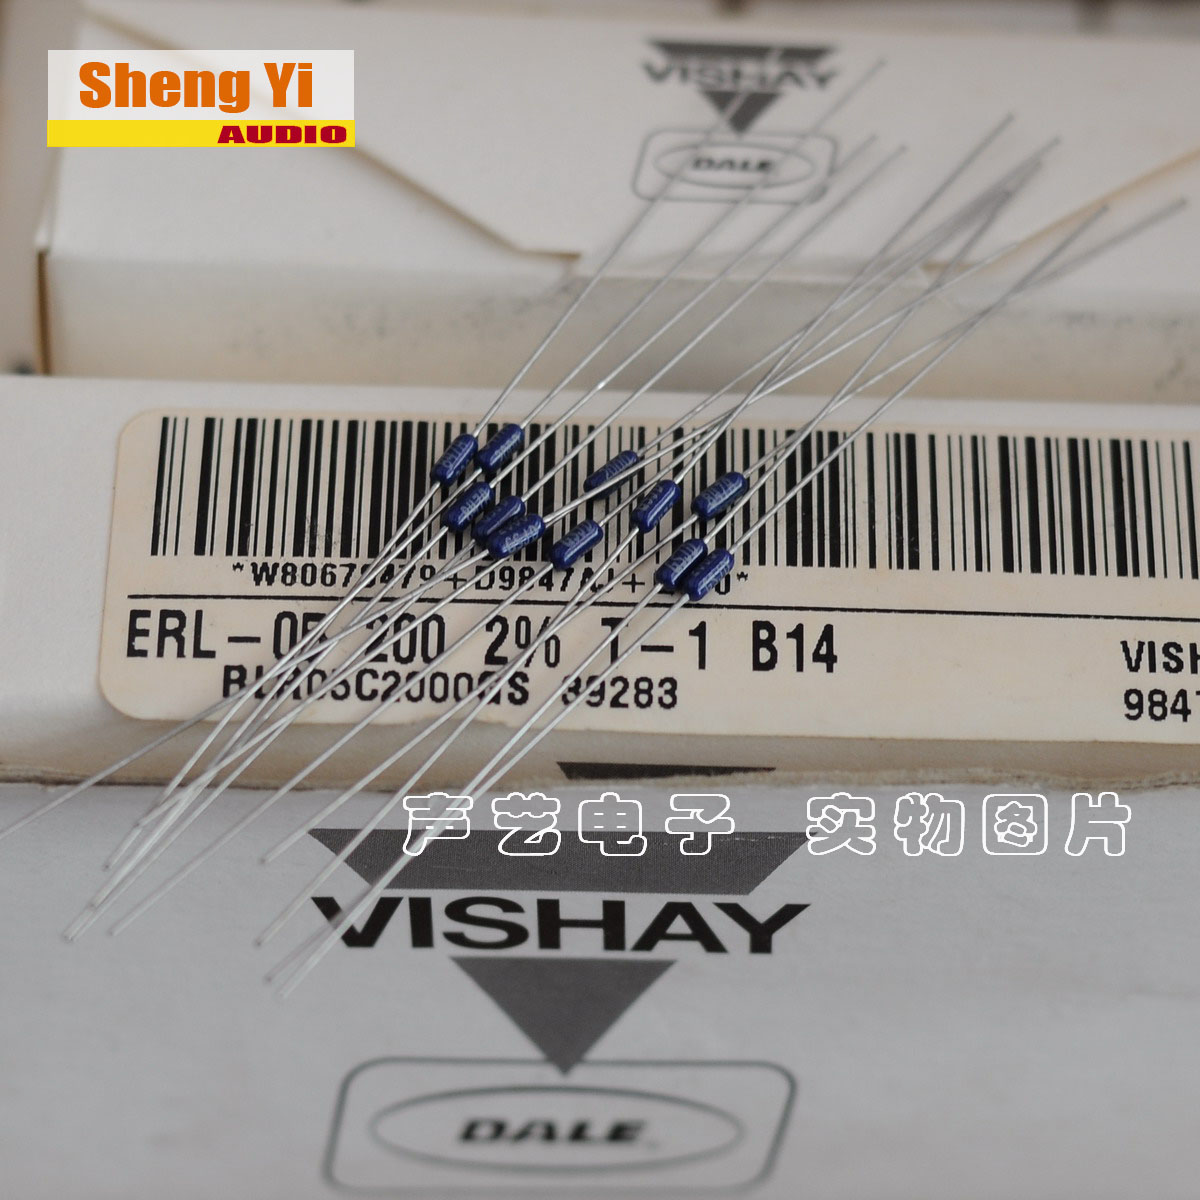 Sheng Yi
AUDIO
VISHAY
DALE
ERL-05 200 2% T-1 B14
39283
VISH
984
声艺电子 实物图片
VISHAY
DALE